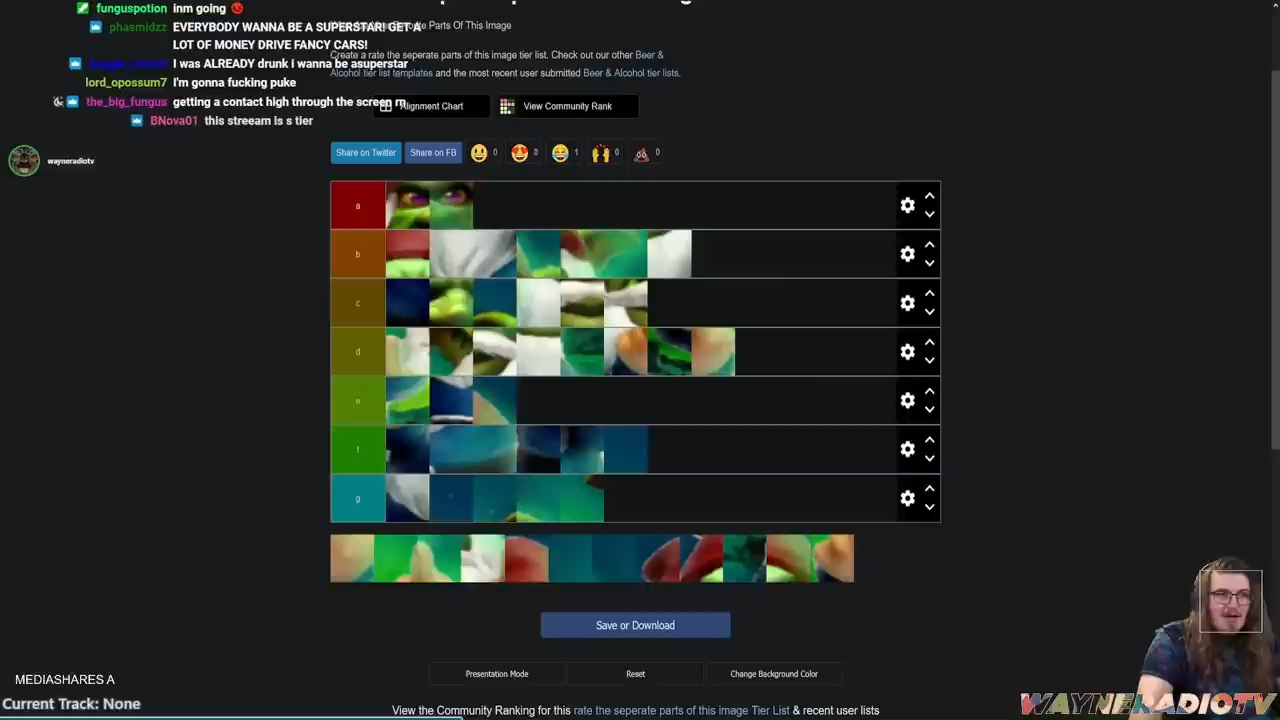 funguspotion inm going
phasmidzz EVERYBODY WANNA BE A SUPERSTAR! GET A
LOT OF MONEY DRIVE FANCY CARS!
I was ALREADY drunk i wanna be asuperstar
lord_opossum7 I'm gonna fucking puke
the_big_fungus getting a contact high through the screen rn
BNova01 this streeam is s tier
wayneradiotv
Parts Of This Image
Create a rate the seperate parts of this image tier list. Check out our other Beer &
Alcohol tier list templates and the most recent user submitted Beer & Alcohol tier lists.
Alignment Chart
View Community Rank
Share on Twitter
Share on FB
0
0
1
0
0
a
b
c
d
e
f
g
Save or Download
Presentation Mode
Reset
Change Background Color
View the Community Ranking for this rate the seperate parts of this image Tier List & recent user lists
MEDIASHARES A
Current Track: None
WAYNERADIOTV